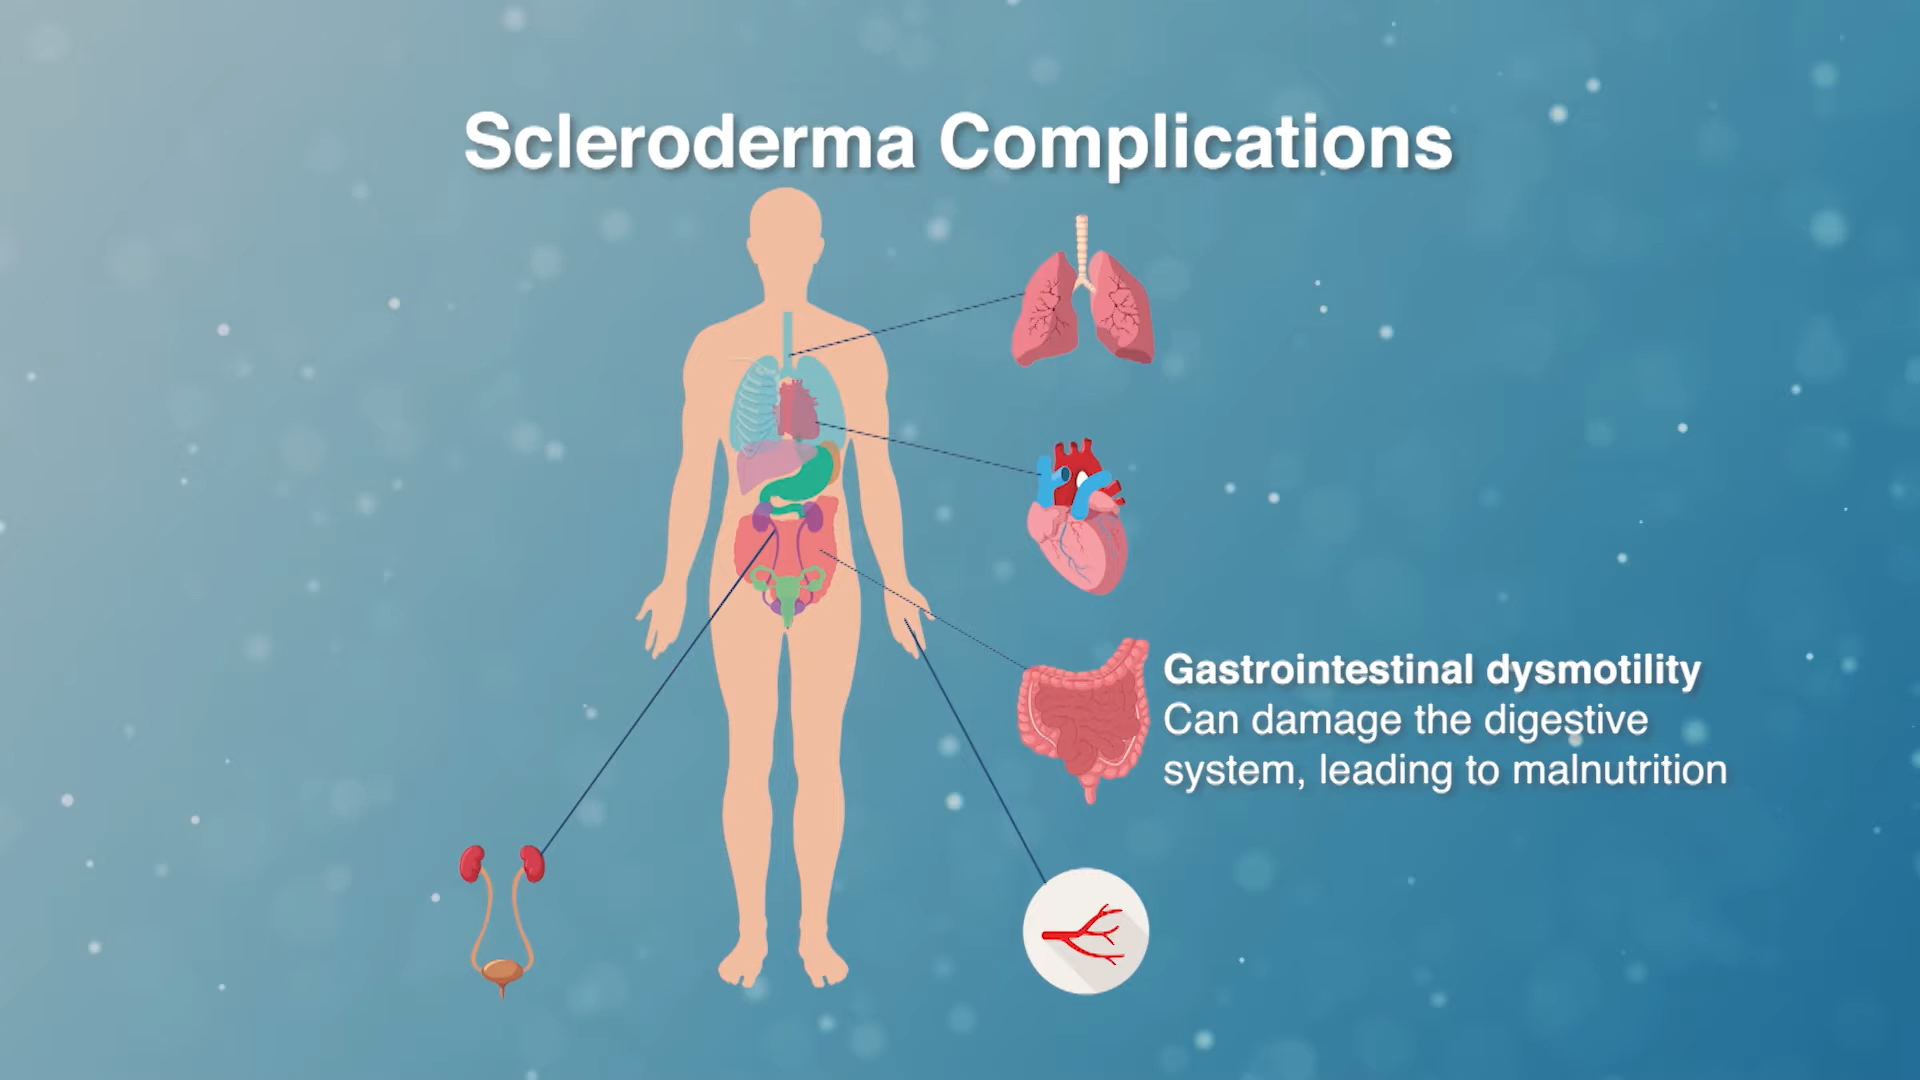 Scleroderma Complications
Gastrointestinal dysmotility
Can damage the digestive
system, leading to malnutrition